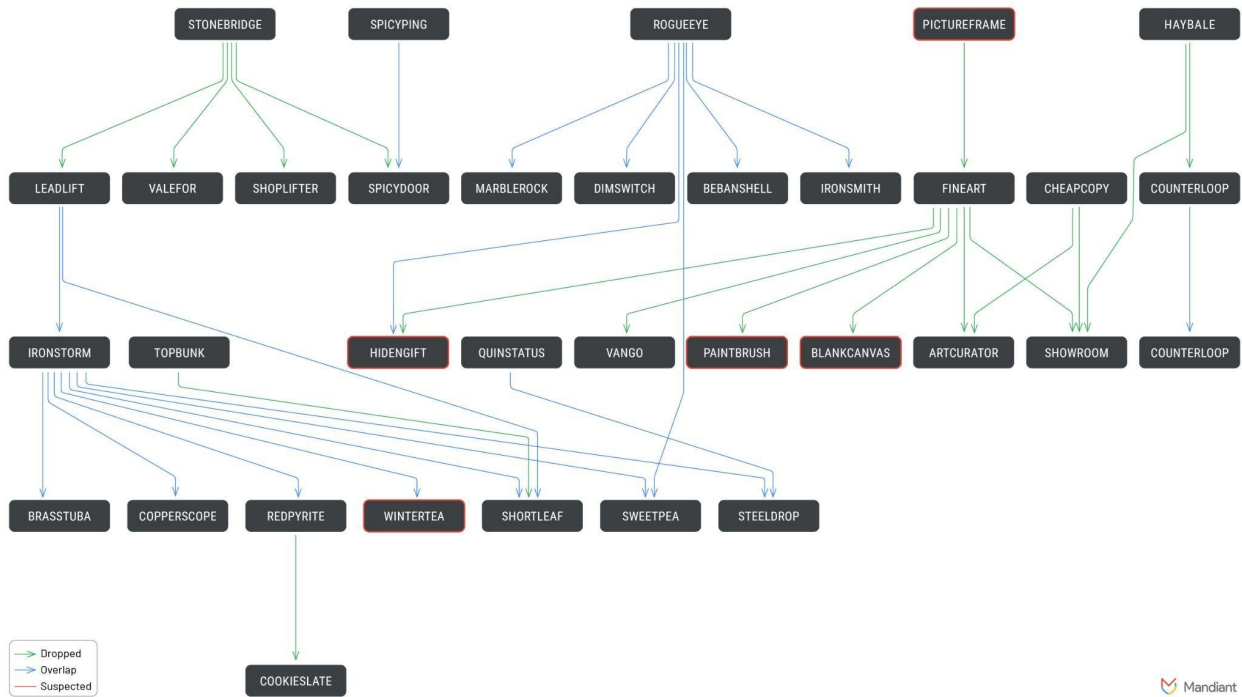 STONEBRIDGE
SPICYPING
ROGUEEYE
PICTUREFRAME
HAYBALE
LEADLIFT
VALEFOR
SHOPLIFTER
SPICYDOOR
MARBLEROCK
DIMSWITCH
BEBANSHELL
IRONSMITH
FINEART
CHEAPCOPY
COUNTERLOOP
IRONSTORM
TOPBUNK
HIDENGIFT
QUINSTATUS
VANGO
PAINTBRUSH
BLANKCANVAS
ARTCURATOR
SHOWROOM
COUNTERLOOP
BRASSTUBA
COPPERSCOPE
REDPYRITE
WINTERTEA
SHORTLEAF
SWEETPEA
STEELDROP
COOKIESLATE
Dropped
Overlap
Suspected
Mandiant